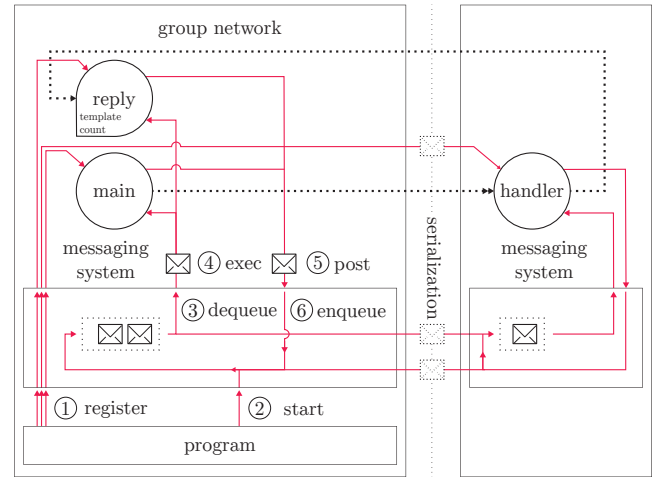 group network
reply
template
count
main
handler
messaging
system
④ exec
⑤ post
serialization
messaging
system
③ dequeue
⑥ enqueue
① register
② start
program